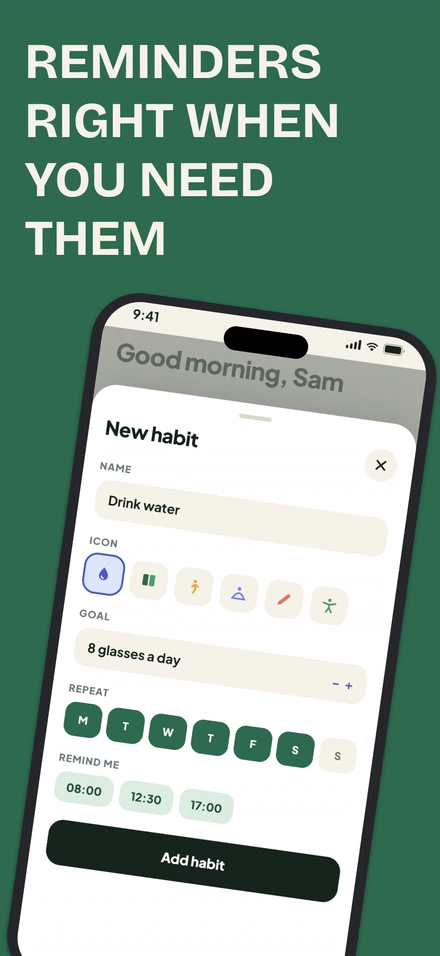 REMINDERS
RIGHT WHEN
YOU NEED
THEM
9:41
Good morning, Sam
New habit
NAME
Drink water
ICON
GOAL
8 glasses a day
− +
REPEAT
M T W T F S S
REMIND ME
08:00 12:30 17:00
Add habit